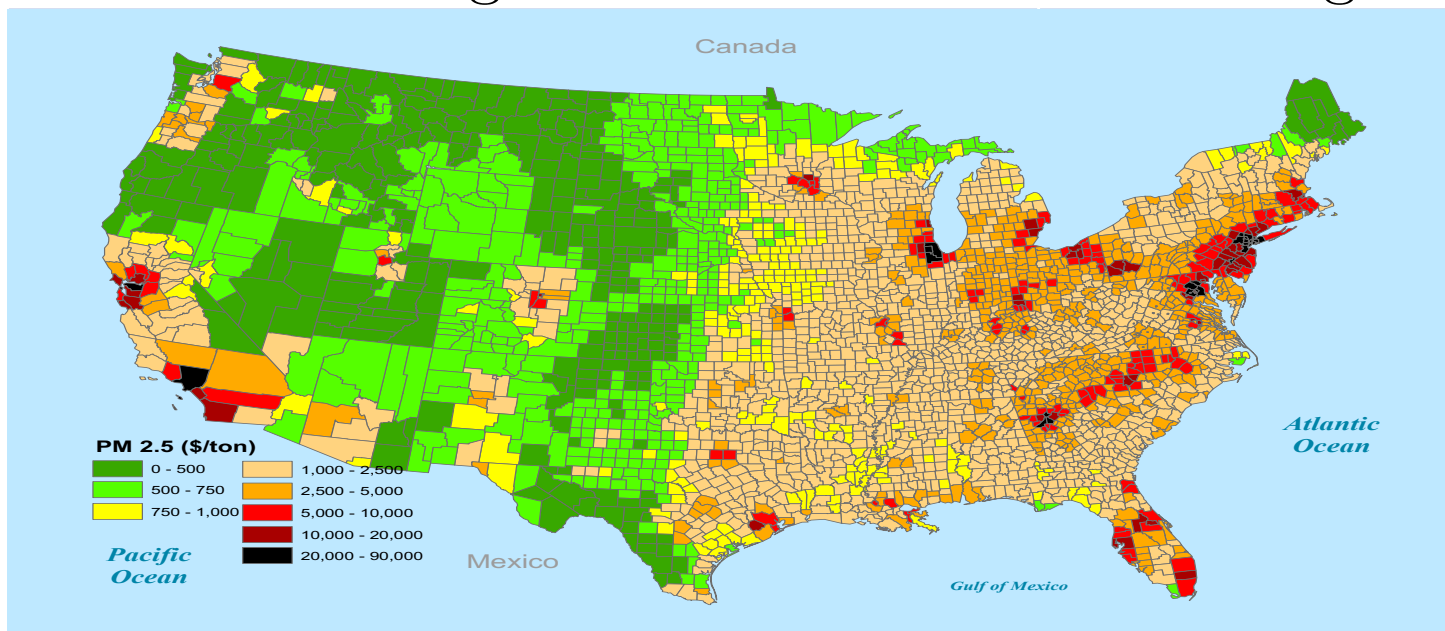 Canada
Atlantic
Ocean
PM 2.5 ($/ton)
0 - 500
500 - 750
750 - 1,000
1,000 - 2,500
2,500 - 5,000
5,000 - 10,000
10,000 - 20,000
20,000 - 90,000
Pacific
Ocean
Mexico
Gulf of Mexico